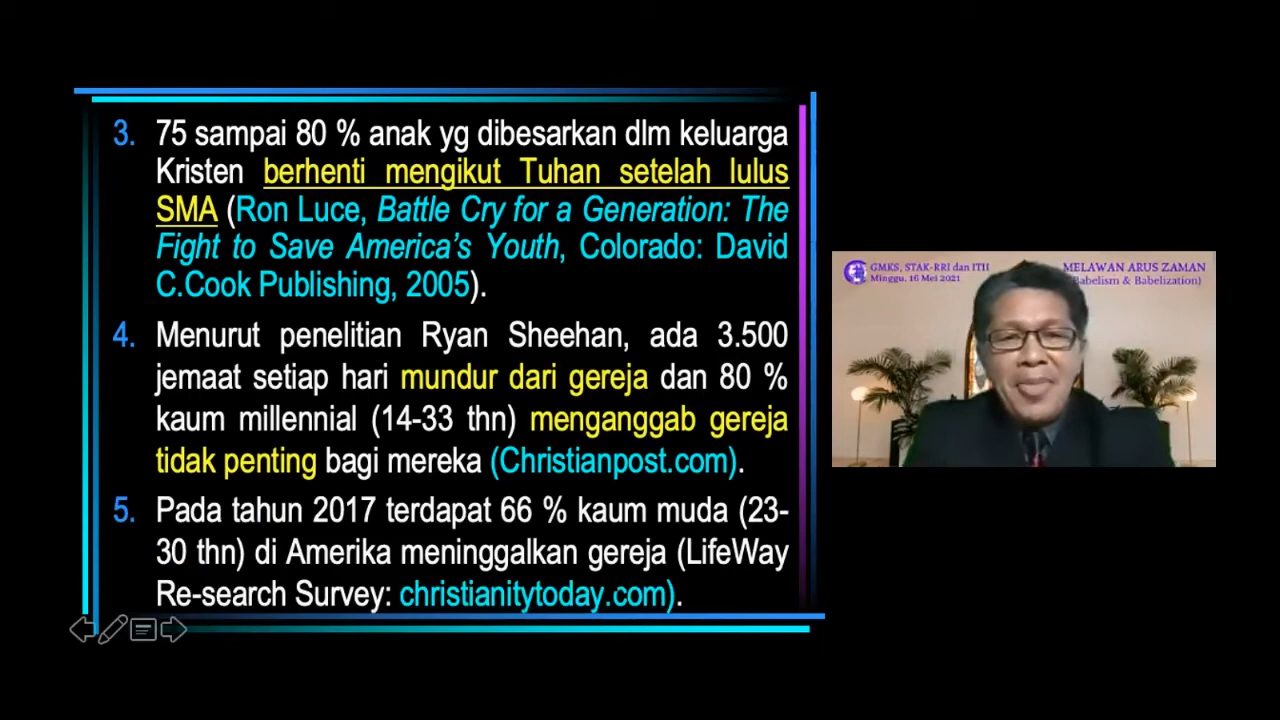 3. 75 sampai 80 % anak yg dibesarkan dlm keluarga
Kristen berhenti mengikut Tuhan setelah lulus
SMA (Ron Luce, Battle Cry for a Generation: The
Fight to Save America's Youth, Colorado: David
C.Cook Publishing, 2005).
4. Menurut penelitian Ryan Sheehan, ada 3.500
jemaat setiap hari mundur dari gereja dan 80 %
kaum millennial (14-33 thn) menganggab gereja
tidak penting bagi mereka (Christianpost.com).
5. Pada tahun 2017 terdapat 66 % kaum muda (23-
30 thn) di Amerika meninggalkan gereja (LifeWay
Re-search Survey: christianitytoday.com).
GMKS, STAK-RRI dan ITH
Minggu, 16 Mei 2021
MELAWAN ARUS ZAMAN
(Babelism & Babelization)